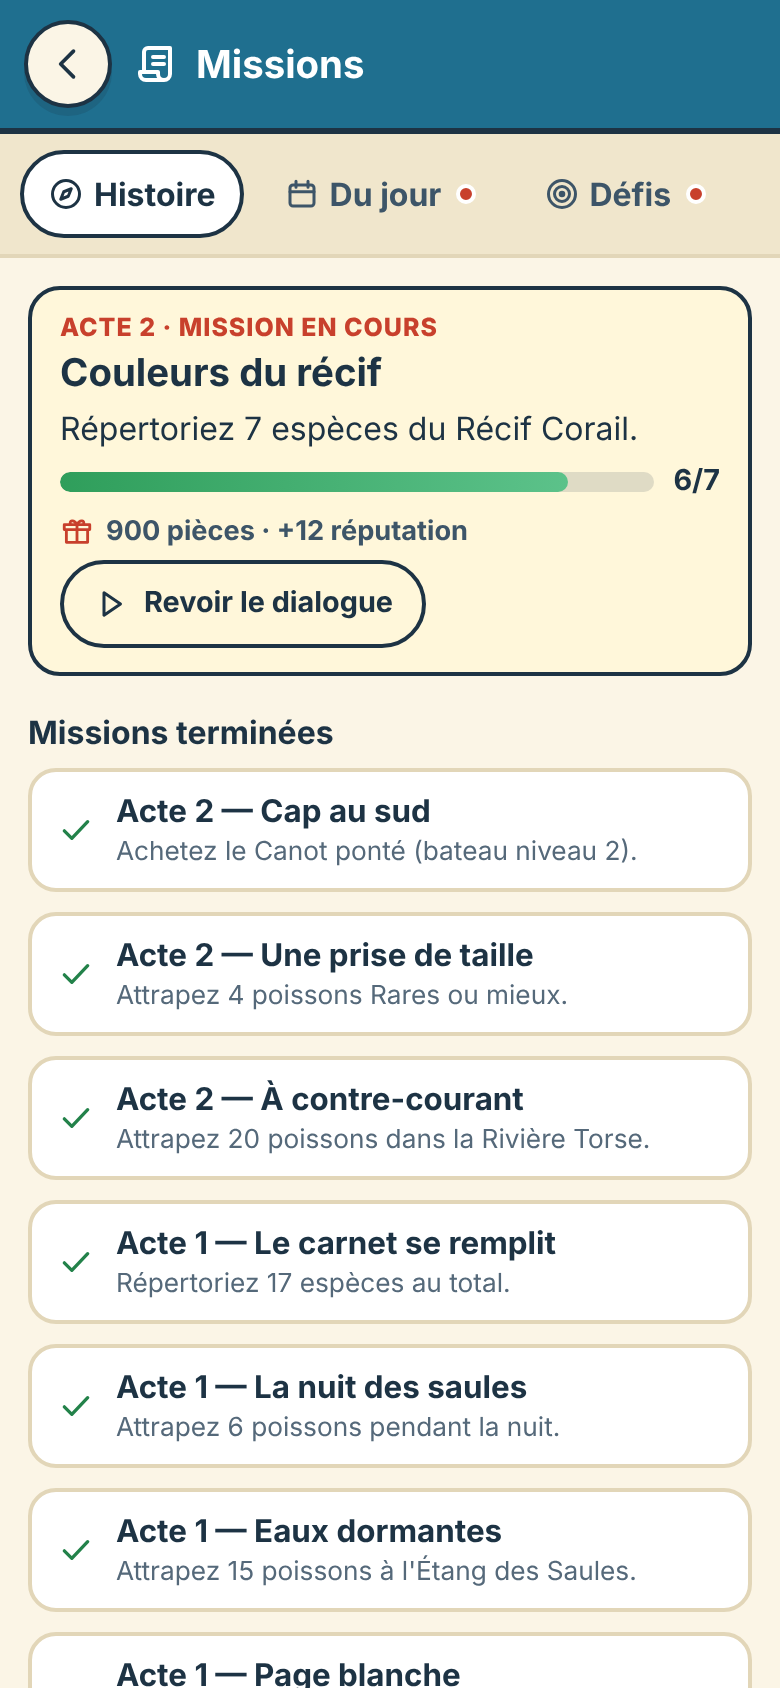 Missions
Histoire
Du jour
Défis
ACTE 2 · MISSION EN COURS
Couleurs du récif
Répertoriez 7 espèces du Récif Corail.
6/7
900 pièces · +12 réputation
Revoir le dialogue
Missions terminées
Acte 2 — Cap au sud
Achetez le Canot ponté (bateau niveau 2).
Acte 2 — Une prise de taille
Attrapez 4 poissons Rares ou mieux.
Acte 2 — À contre-courant
Attrapez 20 poissons dans la Rivière Torse.
Acte 1 — Le carnet se remplit
Répertoriez 17 espèces au total.
Acte 1 — La nuit des saules
Attrapez 6 poissons pendant la nuit.
Acte 1 — Eaux dormantes
Attrapez 15 poissons à l'Étang des Saules.
Acte 1 — Page blanche